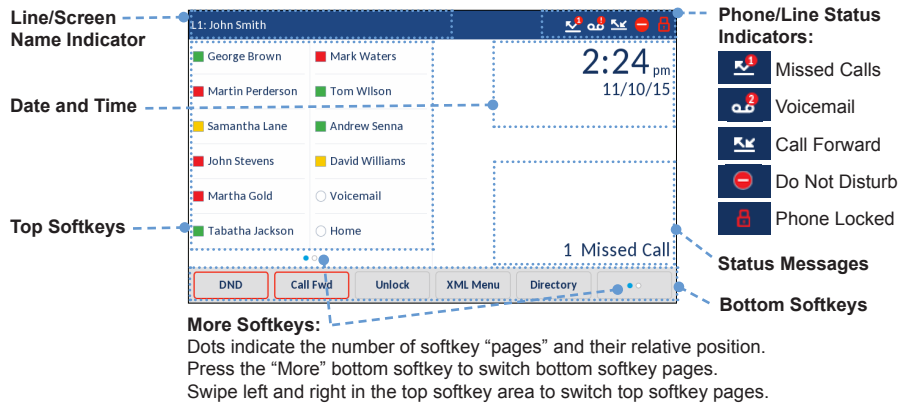 Line/Screen
Name Indicator
Date and Time
Top Softkeys
L1: John Smith
George Brown
Mark Waters
Martin Perderson
Tom WIlson
Samantha Lane
Andrew Senna
John Stevens
David Williams
Martha Gold
Voicemail
Tabatha Jackson
Home
2:24 pm
11/10/15
1 Missed Call
DND
Call Fwd
Unlock
XML Menu
Directory
Phone/Line Status
Indicators:
1
Missed Calls
2
Voicemail
Call Forward
Do Not Disturb
Phone Locked
Status Messages
Bottom Softkeys
More Softkeys:
Dots indicate the number of softkey “pages” and their relative position.
Press the “More” bottom softkey to switch bottom softkey pages.
Swipe left and right in the top softkey area to switch top softkey pages.